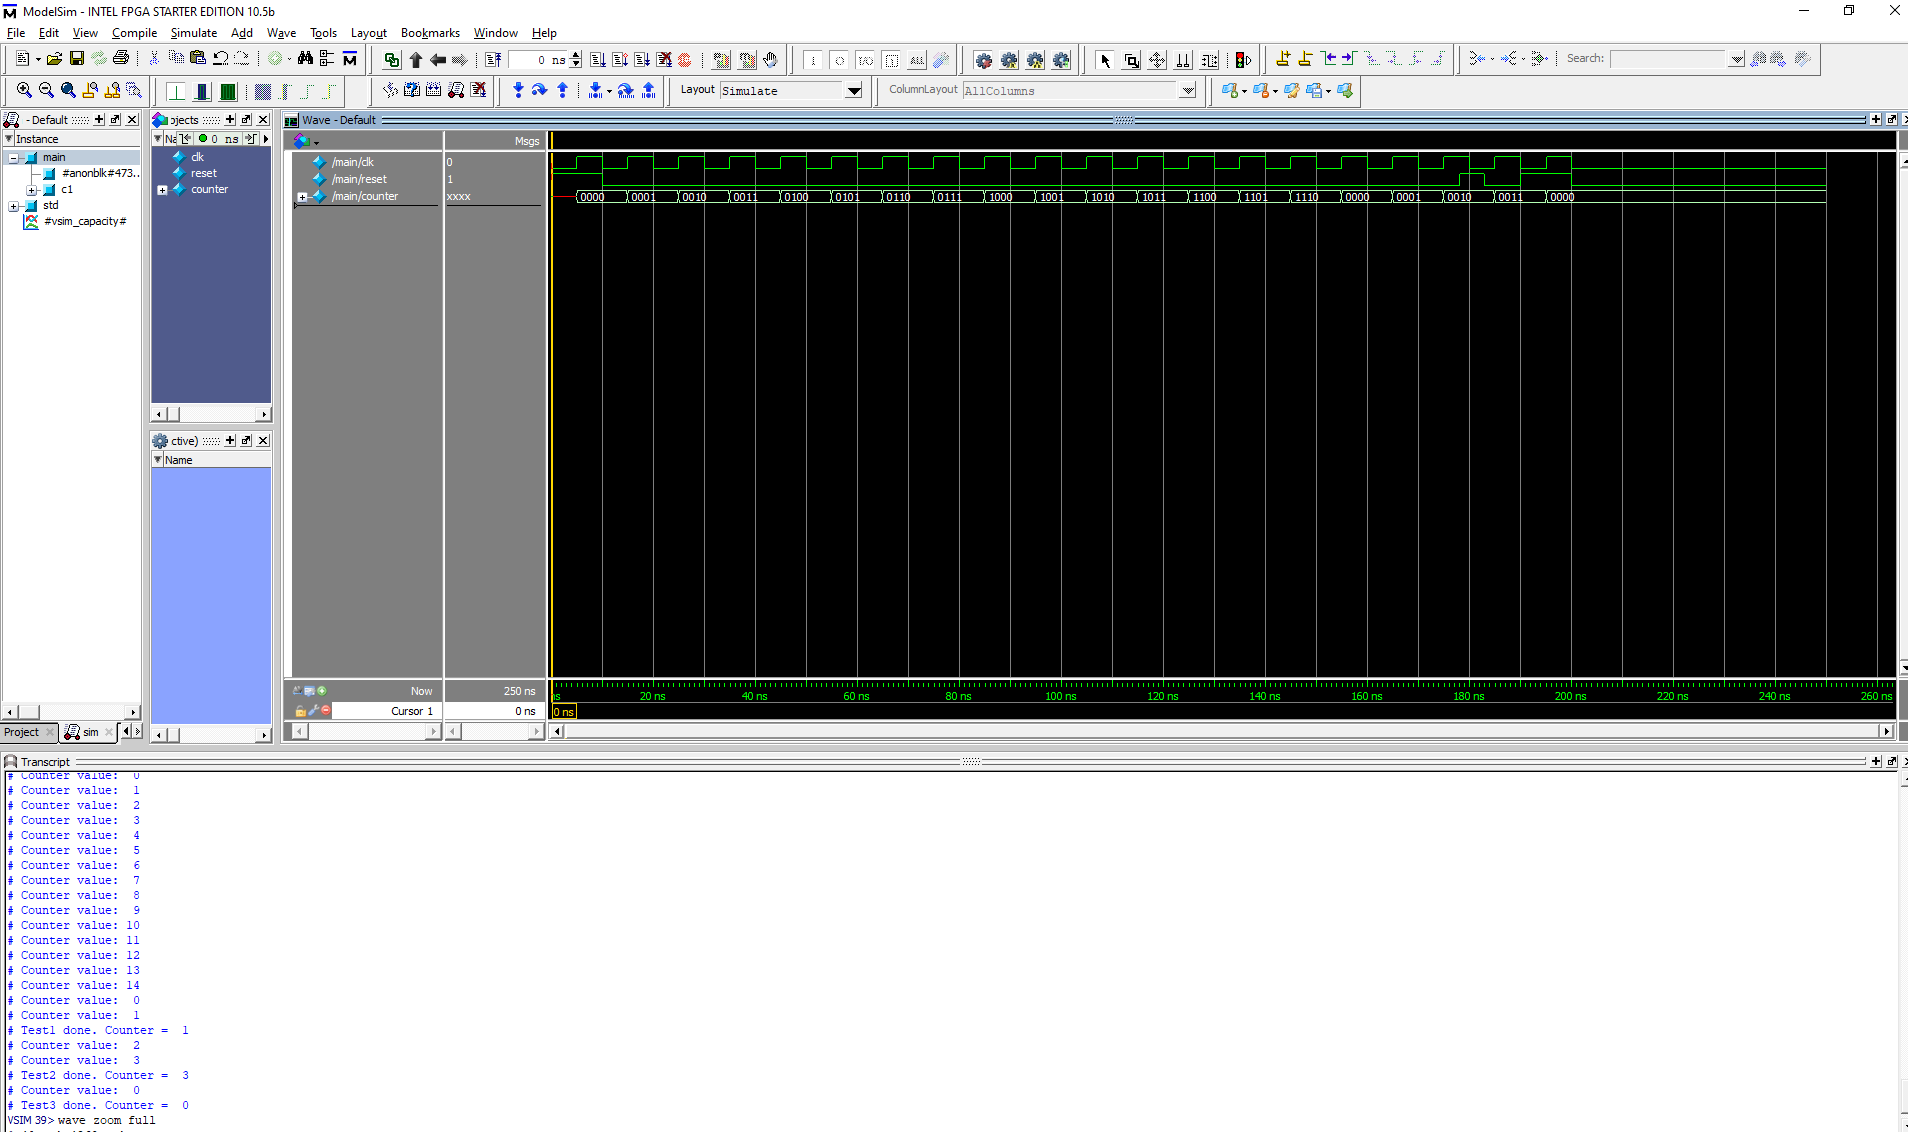 ModelSim - INTEL FPGA STARTER EDITION 10.5b
File Edit View Compile Simulate Add Wave Tools Layout Bookmarks Window Help
0 ns
Search:
Layout Simulate
ColumnLayout AllColumns
- Default
Instance
main
#anonblk#473...
c1
std
#vsim_capacity#
Project
sim
jects
0 ns
clk
reset
counter
ctive)
Name
Wave - Default
Msgs
/main/clk 0
/main/reset 1
/main/counter xxxx
0000 0001 0010 0011 0100 0101 0110 0111 1000 1001 1010 1011 1100 1101 1110 0000 0001 0010 0011 0000
Now 250 ns
ns 20 ns 40 ns 60 ns 80 ns 100 ns 120 ns 140 ns 160 ns 180 ns 200 ns 220 ns 240 ns 260 ns
Cursor 1 0 ns
0 ns
Transcript
# Counter value:  0
# Counter value:  1
# Counter value:  2
# Counter value:  3
# Counter value:  4
# Counter value:  5
# Counter value:  6
# Counter value:  7
# Counter value:  8
# Counter value:  9
# Counter value: 10
# Counter value: 11
# Counter value: 12
# Counter value: 13
# Counter value: 14
# Counter value:  0
# Counter value:  1
# Test1 done. Counter =  1
# Counter value:  2
# Counter value:  3
# Test2 done. Counter =  3
# Counter value:  0
# Test3 done. Counter =  0
VSIM 39> wave zoom full